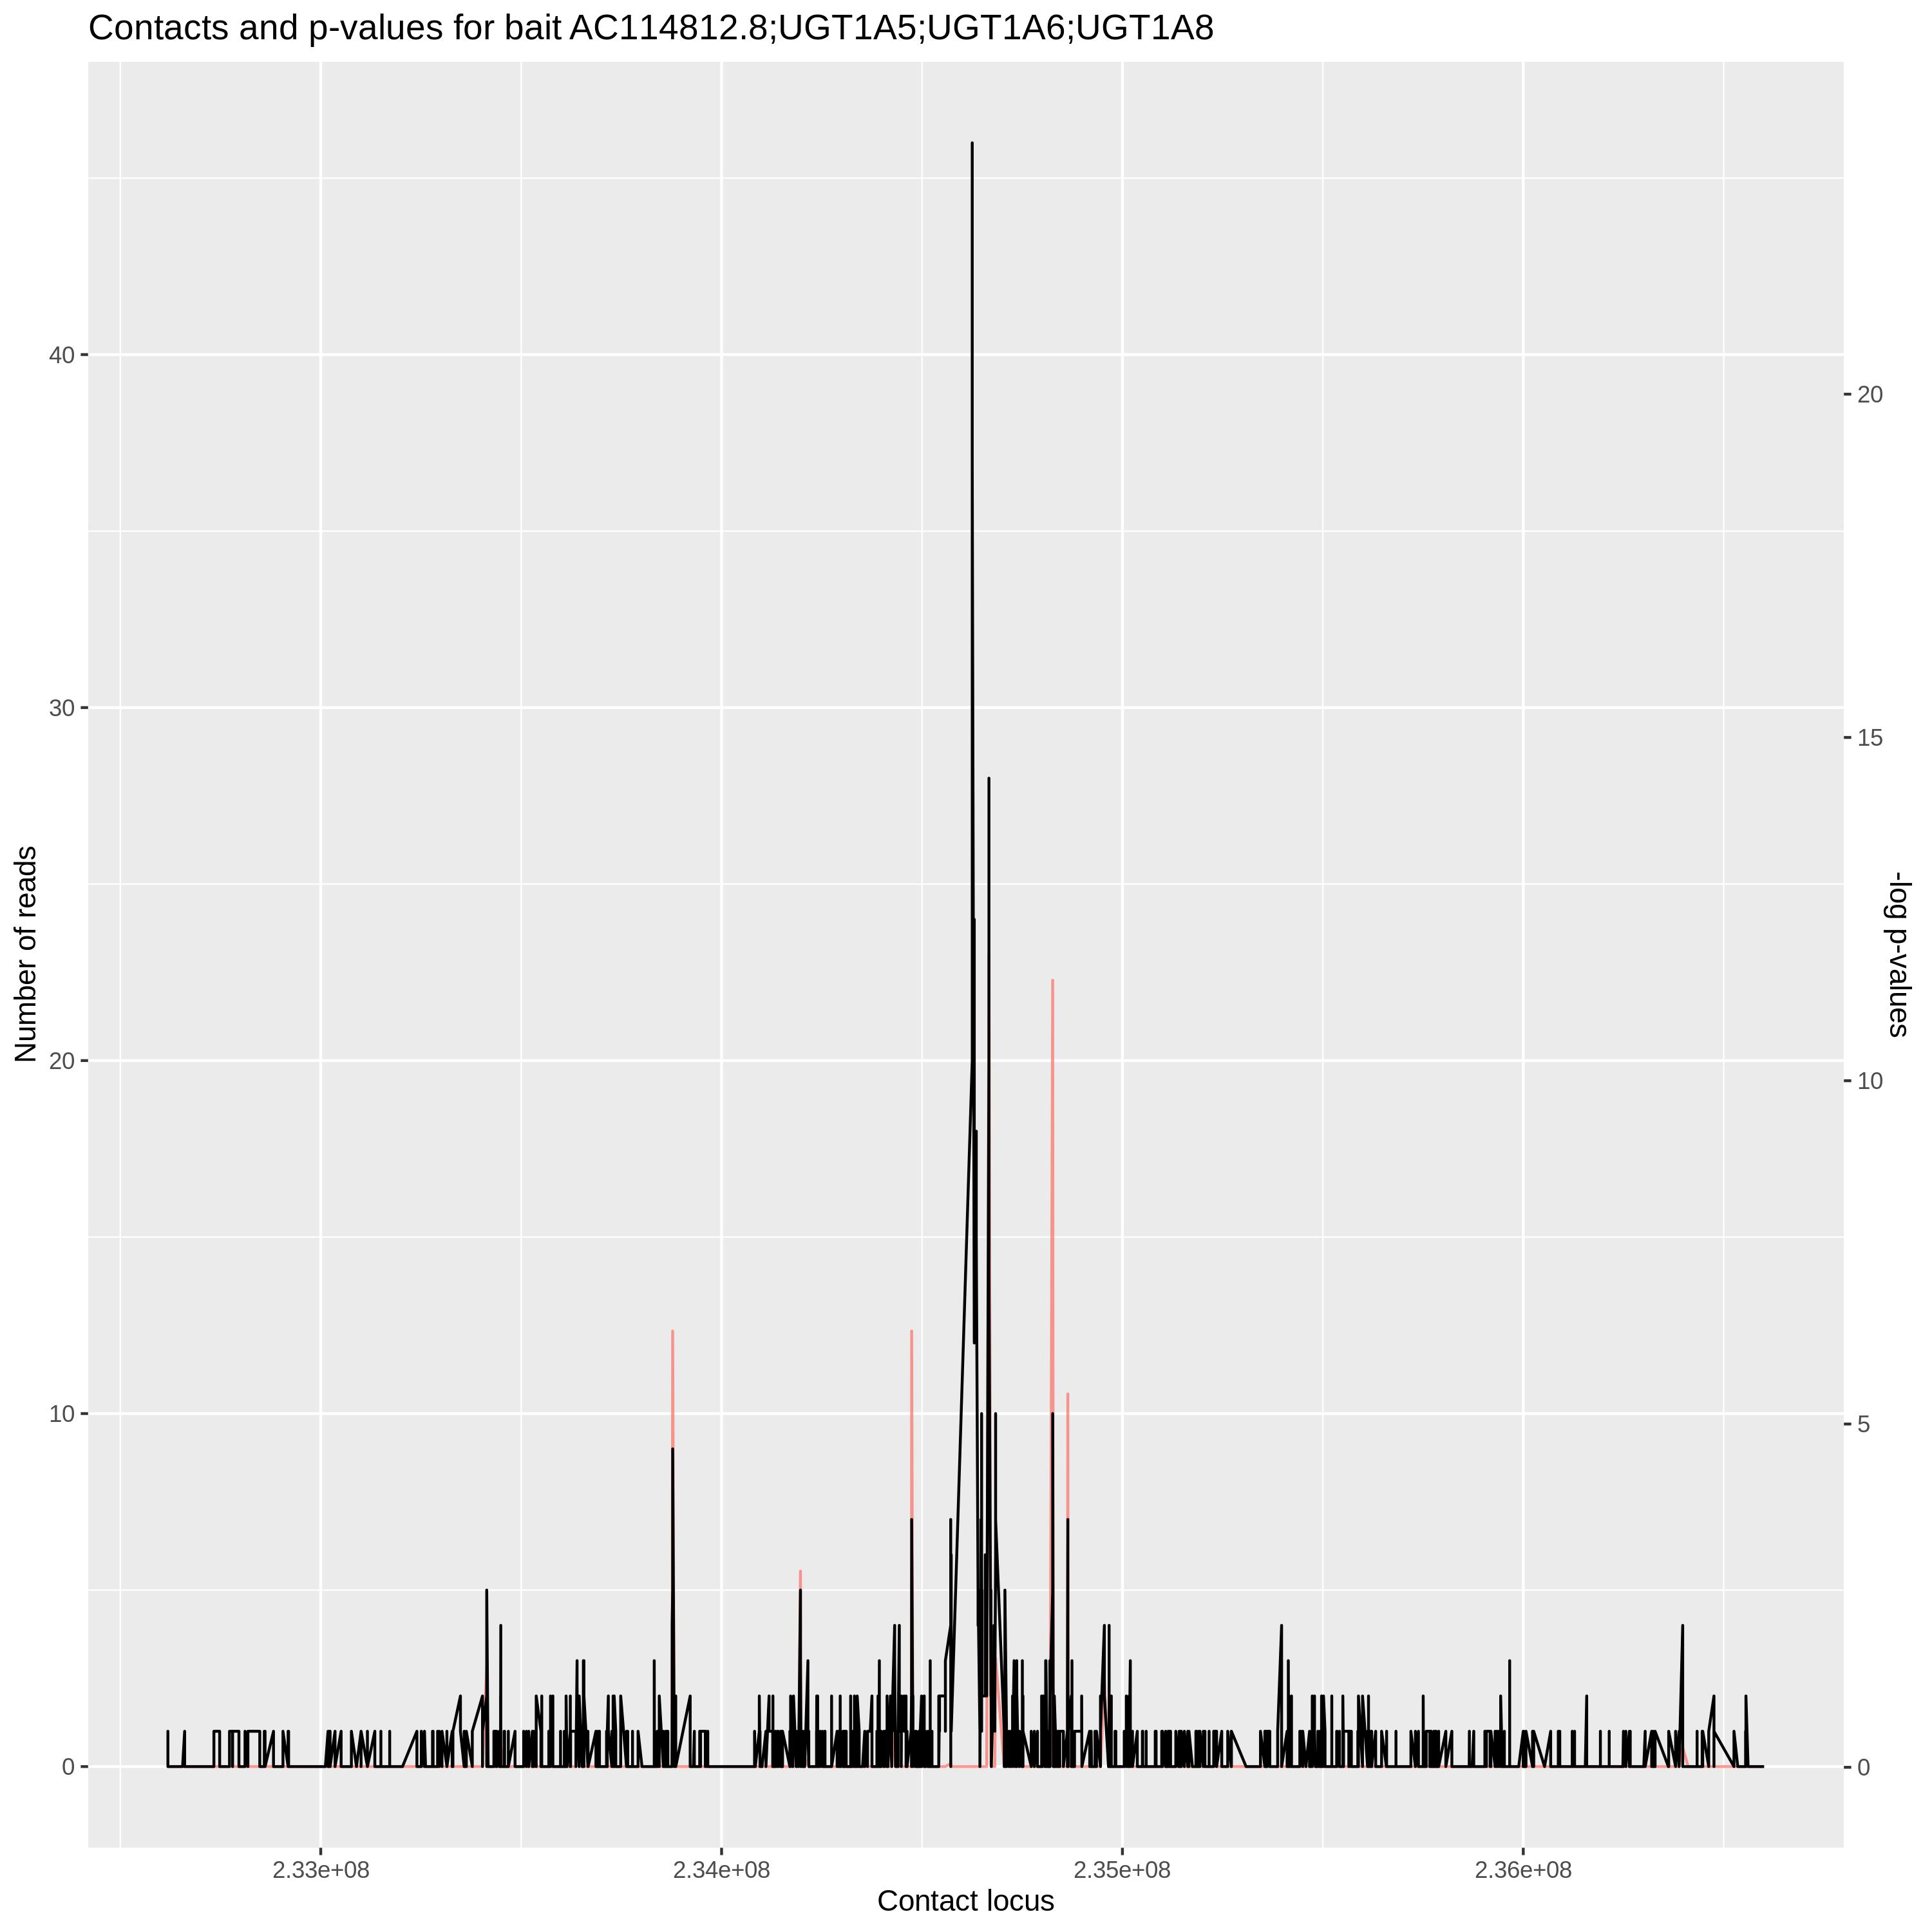 Contacts and p-values for bait AC114812.8;UGT1A5;UGT1A6;UGT1A8
40
30
20
10
0
Number of reads
20
15
10
5
0
-log p-values
2.33e+08 2.34e+08 2.35e+08 2.36e+08
Contact locus